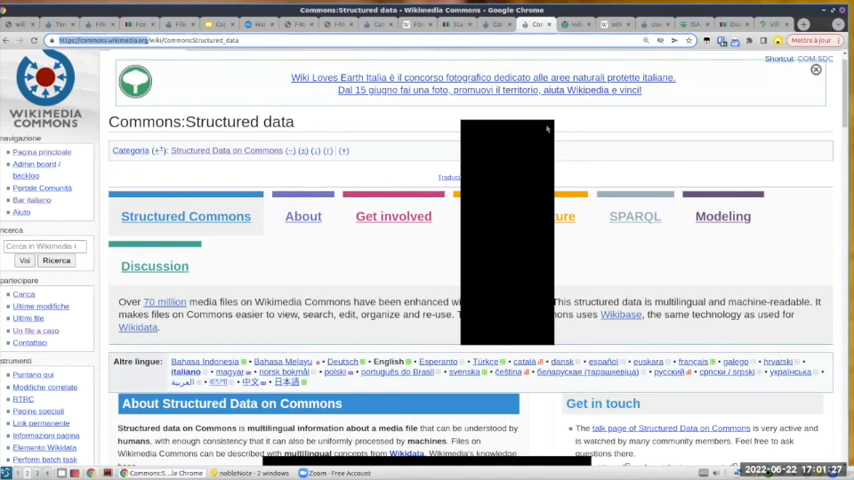 Commons:Structured data - Wikimedia Commons - Google Chrome
https://commons.wikimedia.org/wiki/Commons:Structured_data
Mettre à jour
Shortcut: COM:SDC
WIKIMEDIA
COMMONS
Wiki Loves Earth Italia è il concorso fotografico dedicato alle aree naturali protette italiane.
Dal 15 giugno fai una foto, promuovi il territorio, aiuta Wikipedia e vinci!
Commons:Structured data
Categoria (+⁺): Structured Data on Commons (−) (±) (↓) (↑) | (+)
Structured Commons
About
Get involved
ture
SPARQL
Modeling
Discussion
Over 70 million media files on Wikimedia Commons have been enhanced This structured data is multilingual and machine-readable. It
makes files on Commons easier to view, search, edit, organize and re-use. uses Wikibase, the same technology as used for
Wikidata.
Altre lingue:
Bahasa Indonesia Bahasa Melayu Deutsch English Esperanto Türkçe català dansk español euskara français galego hrvatski
italiano magyar norsk bokmål polski português do Brasil svenska čeština беларуская (тарашкевіца) русский српски / srpski українська
العربية 中文 日本語
About Structured Data on Commons
Structured data on Commons is multilingual information about a media file that can be understood by
humans, with enough consistency that it can also be uniformly processed by machines. Files on
Commons can be described with multilingual concepts from Wikidata,
Get in touch
The talk page of Structured Data on Commons is very active and
is watched by many community members. Feel free to ask
questions there.
navigazione
Pagina principale
Admin board /
backlog
Portale Comunità
Bar italiano
Aiuto
ricerca
Cerca in Wikimedia
Vai
Ricerca
partecipare
Carica
Ultime modifiche
Ultimi file
Un file a caso
Contattaci
strumenti
Puntano qui
Modifiche correlate
RTRC
Pagine speciali
Link permanente
Informazioni pagina
Elemento Wikidata
Perform batch task
Commons:S...le Chrome
nobleNote - 2 windows
Zoom - Free Account
2022-06-22 17:01:27